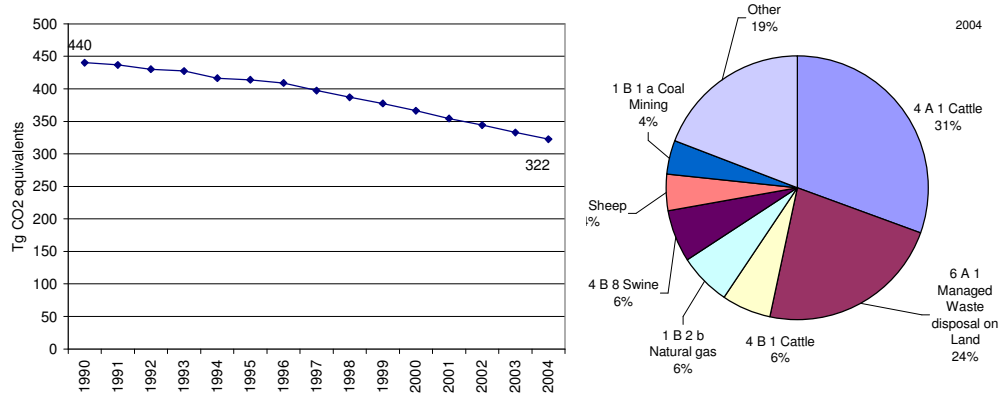 Tg CO2 equivalents
500
450
400
350
300
250
200
150
100
50
0
440
322
1990
1991
1992
1993
1994
1995
1996
1997
1998
1999
2000
2001
2002
2003
2004
2004
Other
19%
4 A 1 Cattle
31%
6 A 1
Managed
Waste
disposal on
Land
24%
4 B 1 Cattle
6%
1 B 2 b
Natural gas
6%
4 B 8 Swine
6%
Sheep
%
1 B 1 a Coal
Mining
4%